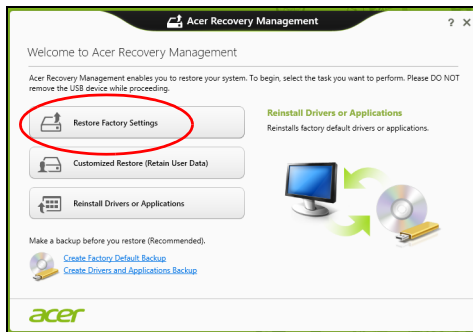 Acer Recovery Management
? X
Welcome to Acer Recovery Management
Acer Recovery Management enables you to restore your system. To begin, select the task you want to perform. Please DO NOT
remove the USB device while proceeding.
Restore Factory Settings
Customized Restore (Retain User Data)
Reinstall Drivers or Applications
Reinstall Drivers or Applications
Reinstalls factory default drivers or applications.
Make a backup before you restore (Recommended).
Create Factory Default Backup
Create Drivers and Applications Backup
acer